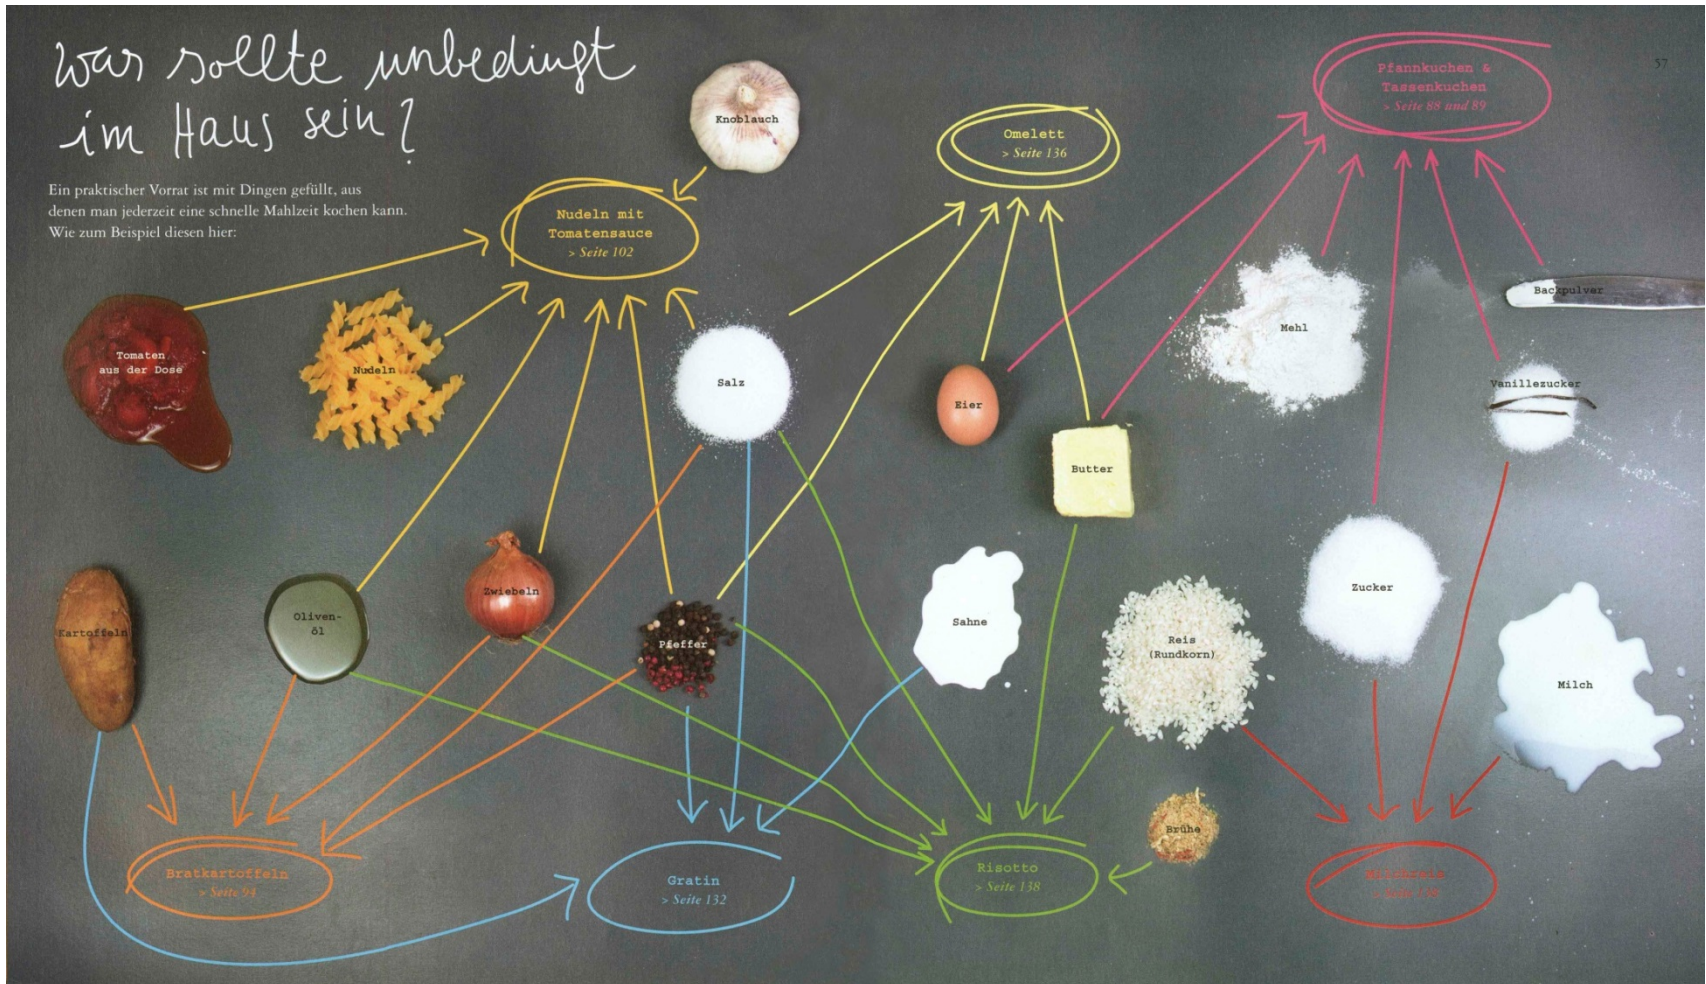 was sollte unbedingt
im Haus sein?
Ein praktischer Vorrat ist mit Dingen gefüllt, aus
denen man jederzeit eine schnelle Mahlzeit kochen kann.
Wie zum Beispiel diesen hier:
57
Knoblauch
Nudeln mit
Tomatensauce
> Seite 102
Omelett
> Seite 136
Pfannkuchen &
Tassenkuchen
> Seite 88 und 89
Tomaten
aus der Dose
Nudeln
Salz
Eier
Butter
Mehl
Backpulver
Vanillezucker
Kartoffeln
Oliven-
öl
Zwiebeln
Pfeffer
Sahne
Reis
(Rundkorn)
Zucker
Milch
Brühe
Bratkartoffeln
> Seite 94
Gratin
> Seite 132
Risotto
> Seite 138
Milchreis
> Seite